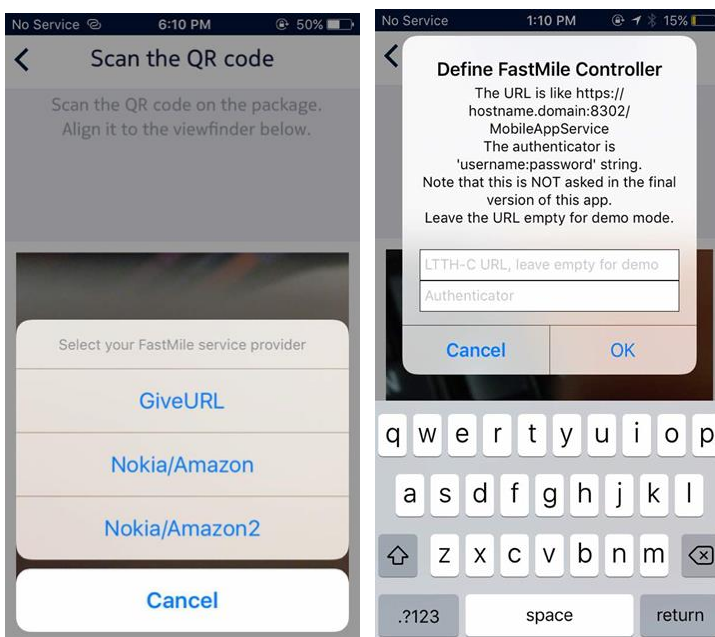 No Service 6:10 PM 50%
Scan the QR code
Scan the QR code on the package.
Align it to the viewfinder below.
Select your FastMile service provider
GiveURL
Nokia/Amazon
Nokia/Amazon2
Cancel
No Service 1:10 PM 15%
Define FastMile Controller
The URL is like https://
hostname.domain:8302/
MobileAppService
The authenticator is
'username:password' string.
Note that this is NOT asked in the final
version of this app.
Leave the URL empty for demo mode.
LTTH-C URL, leave empty for demo
Authenticator
Cancel OK
q w e r t y u i o p
a s d f g h j k l
z x c v b n m
.?123 space return